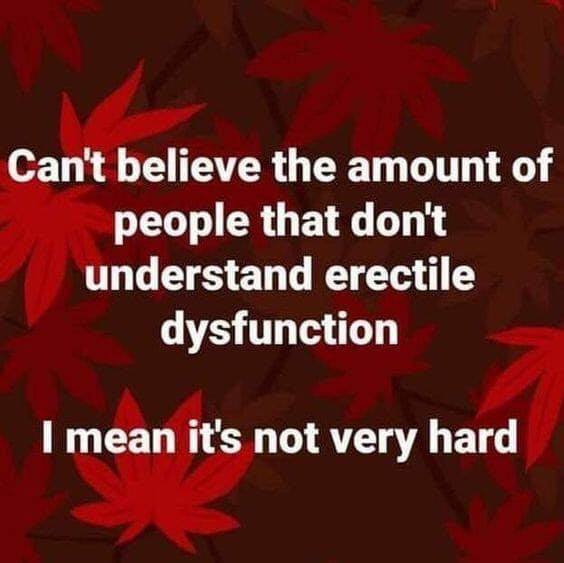 Can't believe the amount of
people that don't
understand erectile
dysfunction
I mean it's not very hard